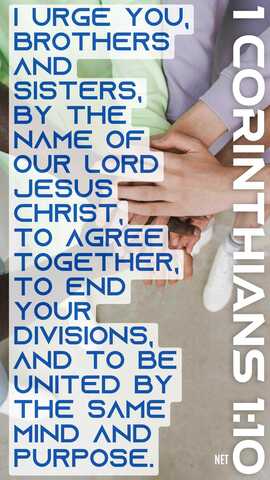 I URGE YOU,
BROTHERS
AND
SISTERS,
BY THE
NAME OF
OUR LORD
JESUS
CHRIST,
TO AGREE
TOGETHER,
TO END
YOUR
DIVISIONS,
AND TO BE
UNITED BY
THE SAME
MIND AND
PURPOSE.
1 CORINTHIANS 1:10
NET